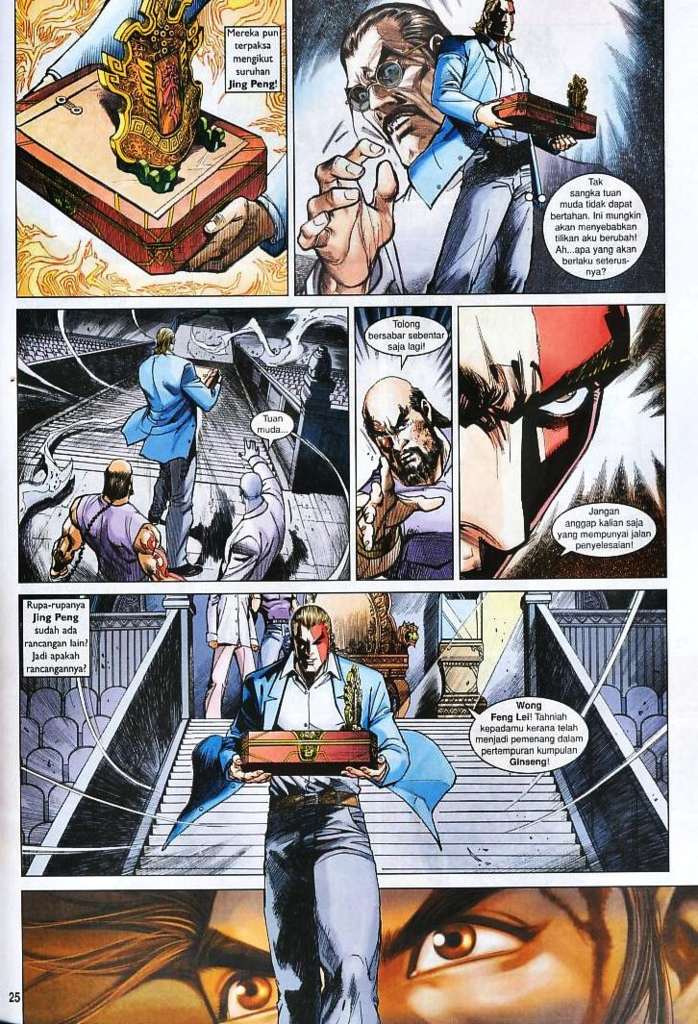 Mereka pun
terpaksa
mengikut
suruhan
Jing Peng!
Tak
sangka tuan
muda tidak dapat
bertahan. Ini mungkin
akan menyebabkan
tilikan aku berubah!
Ah...apa yang akan
berlaku seterus-
nya?
Tuan
muda...
Tolong
bersabar sebentar
saja lagi!
Jangan
anggap kalian saja
yang mempunyai jalan
penyelesaian!
Rupa-rupanya
Jing Peng
sudah ada
rancangan lain?
Jadi apakah
rancangannya?
Wong
Feng Lei! Tahniah
kerana telah
menjadi pemenang dalam
pertempuran kumpulan
Ginseng!
25